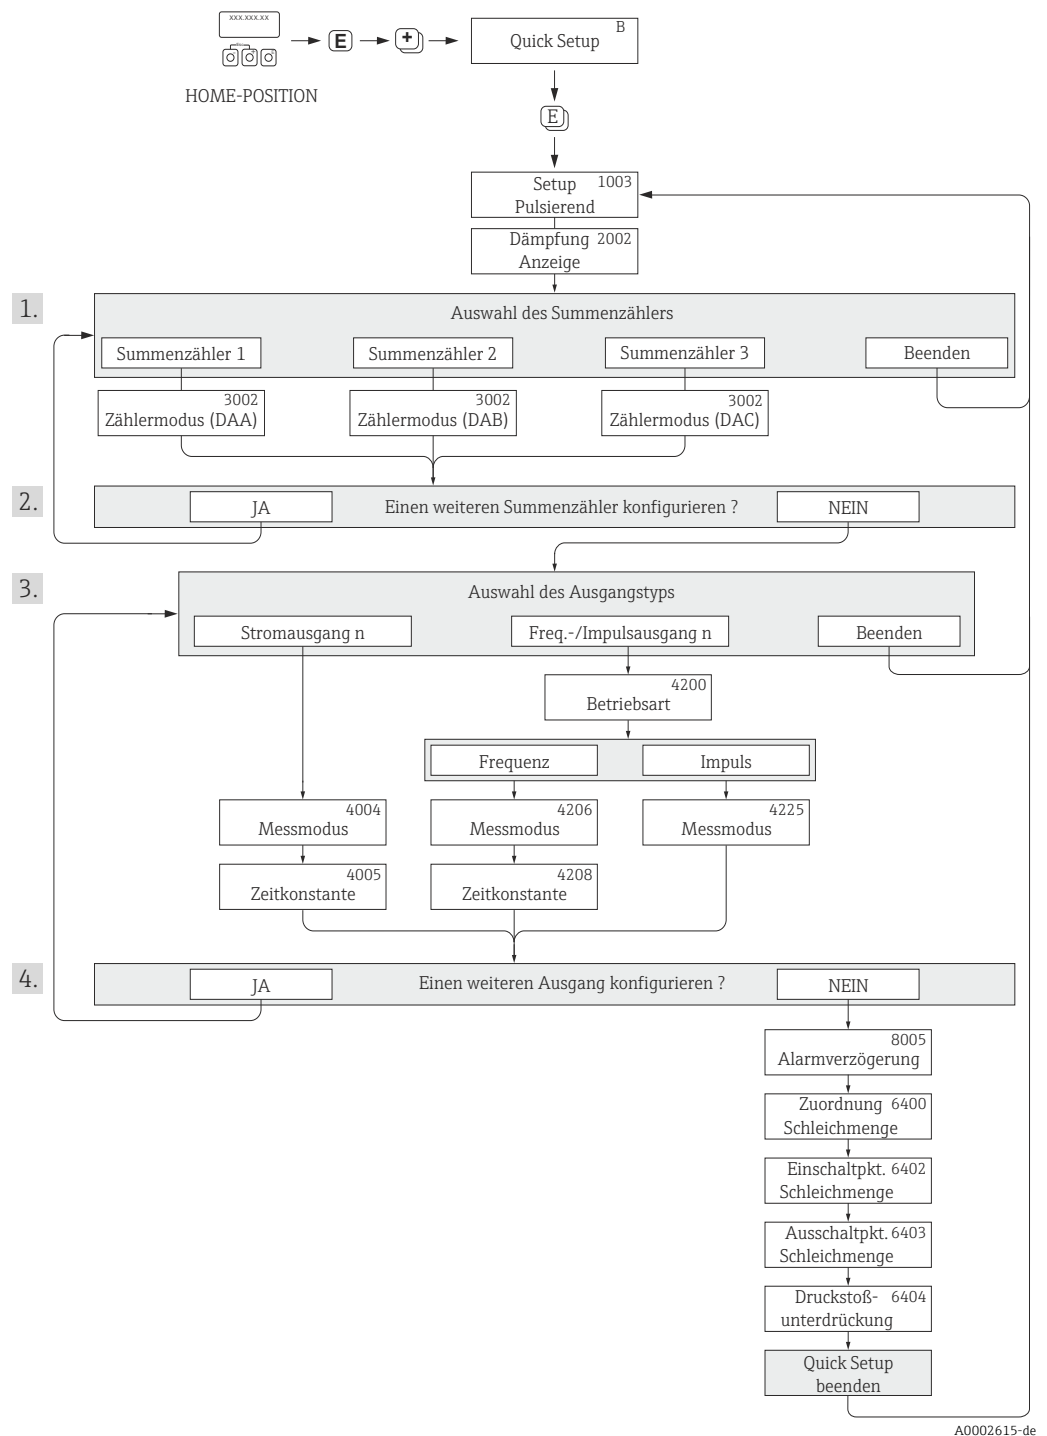 xxx.xxx.xx
E
+
B
Quick Setup
HOME-POSITION
E
Setup 1003
Pulsierend
Dämpfung 2002
Anzeige
1.
Auswahl des Summenzählers
Summenzähler 1
Summenzähler 2
Summenzähler 3
Beenden
3002
Zählermodus (DAA)
3002
Zählermodus (DAB)
3002
Zählermodus (DAC)
2.
JA
Einen weiteren Summenzähler konfigurieren ?
NEIN
3.
Auswahl des Ausgangstyps
Stromausgang n
Freq.-/Impulsausgang n
Beenden
4200
Betriebsart
Frequenz
Impuls
4004
Messmodus
4206
Messmodus
4225
Messmodus
4005
Zeitkonstante
4208
Zeitkonstante
4.
JA
Einen weiteren Ausgang konfigurieren ?
NEIN
8005
Alarmverzögerung
Zuordnung 6400
Schleichmenge
Einschaltpkt. 6402
Schleichmenge
Ausschaltpkt. 6403
Schleichmenge
Druckstoß- 6404
unterdrückung
Quick Setup
beenden
A0002615-de